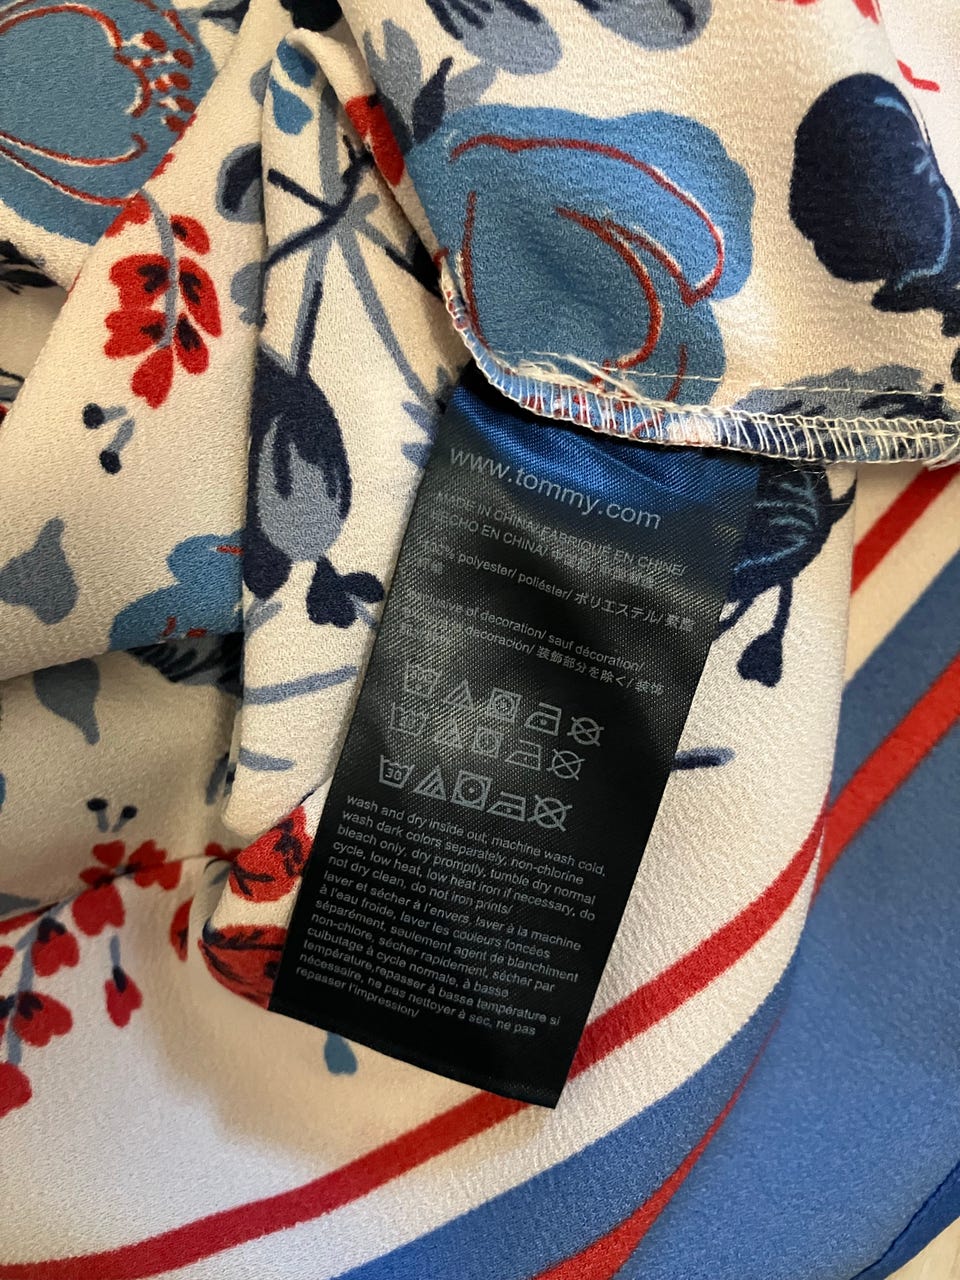 www.tommy.com
MADE IN CHINA/ FABRIQUÉ EN CHINE/
HECHO EN CHINA/
100% polyester/ poliéster/ ポリエステル/
exclusive of decoration/ sauf décoration/
decoración/ 装飾部分を除く/ 装饰
30
wash and dry inside out, machine wash cold,
wash dark colors separately, non-chlorine
bleach only, dry promptly, tumble dry normal
cycle, low heat, low heat iron if necessary, do
not dry clean, do not iron prints/
laver et sécher à l'envers, laver à la machine
à l'eau froide, laver les couleurs foncées
séparément, seulement agent de blanchiment
non-chlore, sécher rapidement, sécher par
culbutage à cycle normale, à basse
température,repasser à basse température si
nécessaire, ne pas nettoyer à sec, ne pas
repasser l'impression/